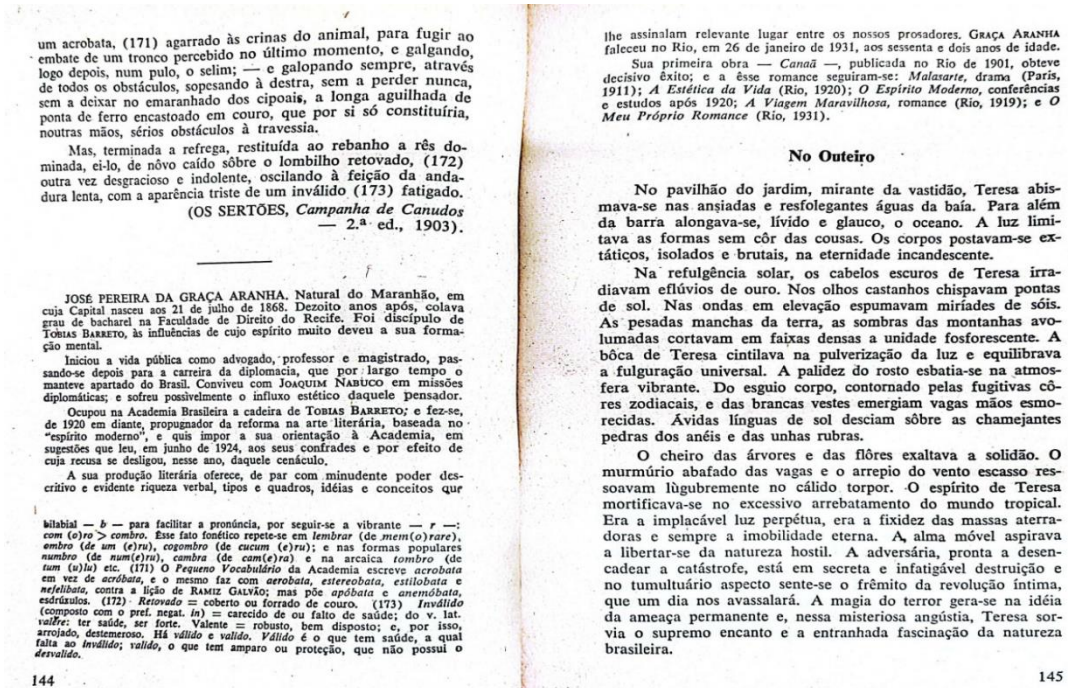 um acrobata, (171) agarrado às crinas do animal, para fugir ao
embate de um tronco percebido no último momento, e galgando,
logo depois, num pulo, o selim; — e galopando sempre, através
de todos os obstáculos, sopesando à destra, sem a perder nunca,
sem a deixar no emaranhado dos cipoais, a longa aguilhada de
ponta de ferro encastoado em couro, que por si só constituíria,
noutras mãos, sérios obstáculos à travessia.
Mas, terminada a refrega, restituída ao rebanho a rês do-
minada, ei-lo, de nôvo caído sôbre o lombilho retovado, (172)
outra vez desgracioso e indolente, oscilando à feição da anda-
dura lenta, com a aparência triste de um inválido (173) fatigado.
(OS SERTÕES, Campanha de Canudos
— 2.ª ed., 1903).
JOSÉ PEREIRA DA GRAÇA ARANHA. Natural do Maranhão, em
cuja Capital nasceu aos 21 de julho de 1868. Dezoito anos após, colava
grau de bacharel na Faculdade de Direito do Recife. Foi discípulo de
TOBIAS BARRETO, às influências de cujo espírito muito deveu a sua forma-
ção mental.
Iniciou a vida pública como advogado, professor e magistrado, pas-
sando-se depois para a carreira da diplomacia, que por largo tempo o
manteve apartado do Brasil. Conviveu com JOAQUIM NABUCO em missões
diplomáticas; e sofreu possìvelmente o influxo estético daquele pensador.
Ocupou na Academia Brasileira a cadeira de TOBIAS BARRETO; e fez-se,
de 1920 em diante, propugnador da reforma na arte literária, baseada no
"espírito moderno", e quis impor a sua orientação à Academia, em
sugestões que leu, em junho de 1924, aos seus confrades e por efeito de
cuja recusa se desligou, nesse ano, daquele cenáculo.
A sua produção literária oferece, de par com minudente poder des-
critivo e evidente riqueza verbal, tipos e quadros, idéias e conceitos que
bilabial — b — para facilitar a pronúncia, por seguir-se a vibrante — r —:
com (o)ro > combro. Êsse fato fonético repete-se em lembrar (de mem(o)rare),
ombro (de um (e)ru), cogombro (de cucum (e)ru); e nas formas populares
numbro (de num(e)ru), cambra (de cam(e)ra) e na arcaica tombro (de
tum (u)lu) etc. (171) O Pequeno Vocabulário da Academia escreve acrobata
em vez de acróbata, e o mesmo faz com aerobata, estereobata, estilobata e
nefelibata, contra a lição de RAMIZ GALVÃO; mas põe apóbata e anemóbata,
esdrúxulos. (172) Retovado = coberto ou forrado de couro. (173) Inválido
(composto com o pref. negat. in) = carecido de ou falto de saúde; do v. lat.
valēre: ter saúde, ser forte. Valente = robusto, bem disposto; e, por isso,
arrojado, destemeroso. Há válido e valido. Válido é o que tem saúde, a qual
falta ao inválido; valido, o que tem amparo ou proteção, que não possui o
desvalido.
144
lhe assinalam relevante lugar entre os nossos prosadores. GRAÇA ARANHA
faleceu no Rio, em 26 de janeiro de 1931, aos sessenta e dois anos de idade.
Sua primeira obra — Canaã —, publicada no Rio de 1901, obteve
decisivo êxito; e a êsse romance seguiram-se: Malasarte, drama (Paris,
1911); A Estética da Vida (Rio, 1920); O Espírito Moderno, conferências
e estudos após 1920; A Viagem Maravilhosa, romance (Rio, 1919); e O
Meu Próprio Romance (Rio, 1931).
No Outeiro
No pavilhão do jardim, mirante da vastidão, Teresa abis-
mava-se nas ansiadas e resfolegantes águas da baía. Para além
da barra alongava-se, lívido e glauco, o oceano. A luz limi-
tava as formas sem côr das cousas. Os corpos postavam-se ex-
táticos, isolados e brutais, na eternidade incandescente.
Na refulgência solar, os cabelos escuros de Teresa irra-
diavam eflúvios de ouro. Nos olhos castanhos chispavam pontas
de sol. Nas ondas em elevação espumavam miríades de sóis.
As pesadas manchas da terra, as sombras das montanhas avo-
lumadas cortavam em faixas densas a unidade fosforescente. A
bôca de Teresa cintilava na pulverização da luz e equilibrava
a fulguração universal. A palidez do rosto esbatia-se na atmos-
fera vibrante. Do esguio corpo, contornado pelas fugitivas cô-
res zodiacais, e das brancas vestes emergiam vagas mãos esmo-
recidas. Ávidas línguas de sol desciam sôbre as chamejantes
pedras dos anéis e das unhas rubras.
O cheiro das árvores e das flôres exaltava a solidão. O
murmúrio abafado das vagas e o arrepio do vento escasso res-
soavam lùgubremente no cálido torpor. O espírito de Teresa
mortificava-se no excessivo arrebatamento do mundo tropical.
Era a implacável luz perpétua, era a fixidez das massas aterra-
doras e sempre a imobilidade eterna. A alma móvel aspirava
a libertar-se da natureza hostil. A adversária, pronta a desen-
cadear a catástrofe, está em secreta e infatigável destruição e
no tumultuário aspecto sente-se o frêmito da revolução íntima,
que um dia nos avassalará. A magia do terror gera-se na idéia
da ameaça permanente e, nessa misteriosa angústia, Teresa sor-
via o supremo encanto e a entranhada fascinação da natureza
brasileira.
145